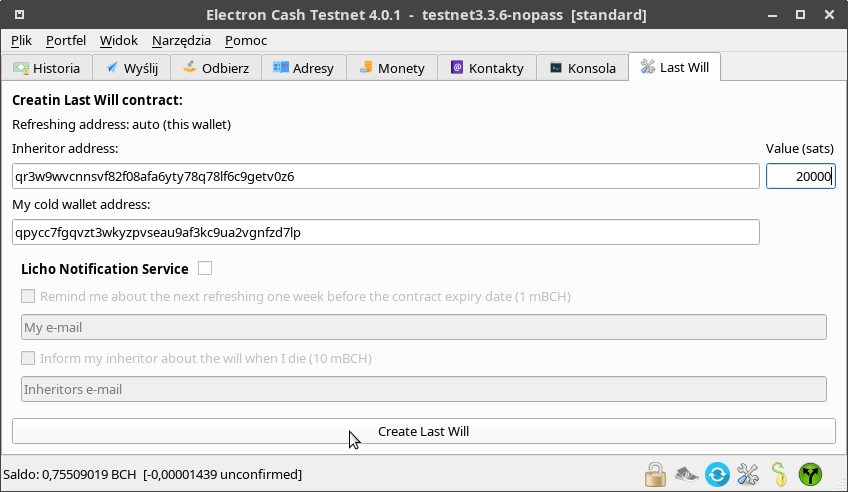 Electron Cash Testnet 4.0.1 - testnet3.3.6-nopass [standard]
Plik Portfel Widok Narzędzia Pomoc
Historia Wyślij Odbierz Adresy Monety Kontakty Konsola Last Will
Creatin Last Will contract:
Refreshing address: auto (this wallet)
Inheritor address: Value (sats)
qr3w9wvcnnsvf82f08afa6yty78q78lf6c9getv0z6 20000
My cold wallet address:
qpycc7fgqvzt3wkyzpvseau9af3kc9ua2vgnfzd7lp
Licho Notification Service
Remind me about the next refreshing one week before the contract expiry date (1 mBCH)
My e-mail
Inform my inheritor about the will when I die (10 mBCH)
Inheritors e-mail
Create Last Will
Saldo: 0,75509019 BCH [-0,00001439 unconfirmed]